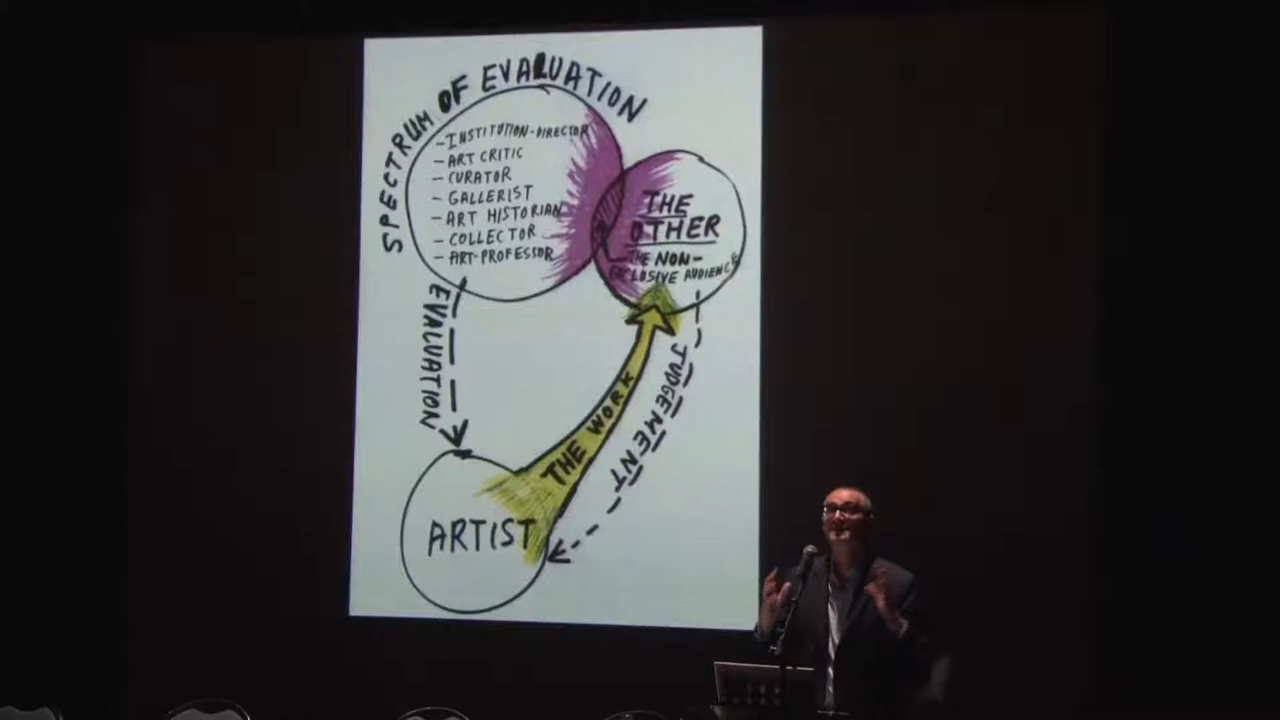 SPECTRUM OF EVALUATION
- INSTITUTION-DIRECTOR
- ART CRITIC
- CURATOR
- GALLERIST
- ART HISTORIAN
- COLLECTOR
- ART-PROFESSOR
THE
OTHER
THE NON-
EXCLUSIVE AUDIENCE
EVALUATION
JUDGEMENT
THE WORK
ARTIST